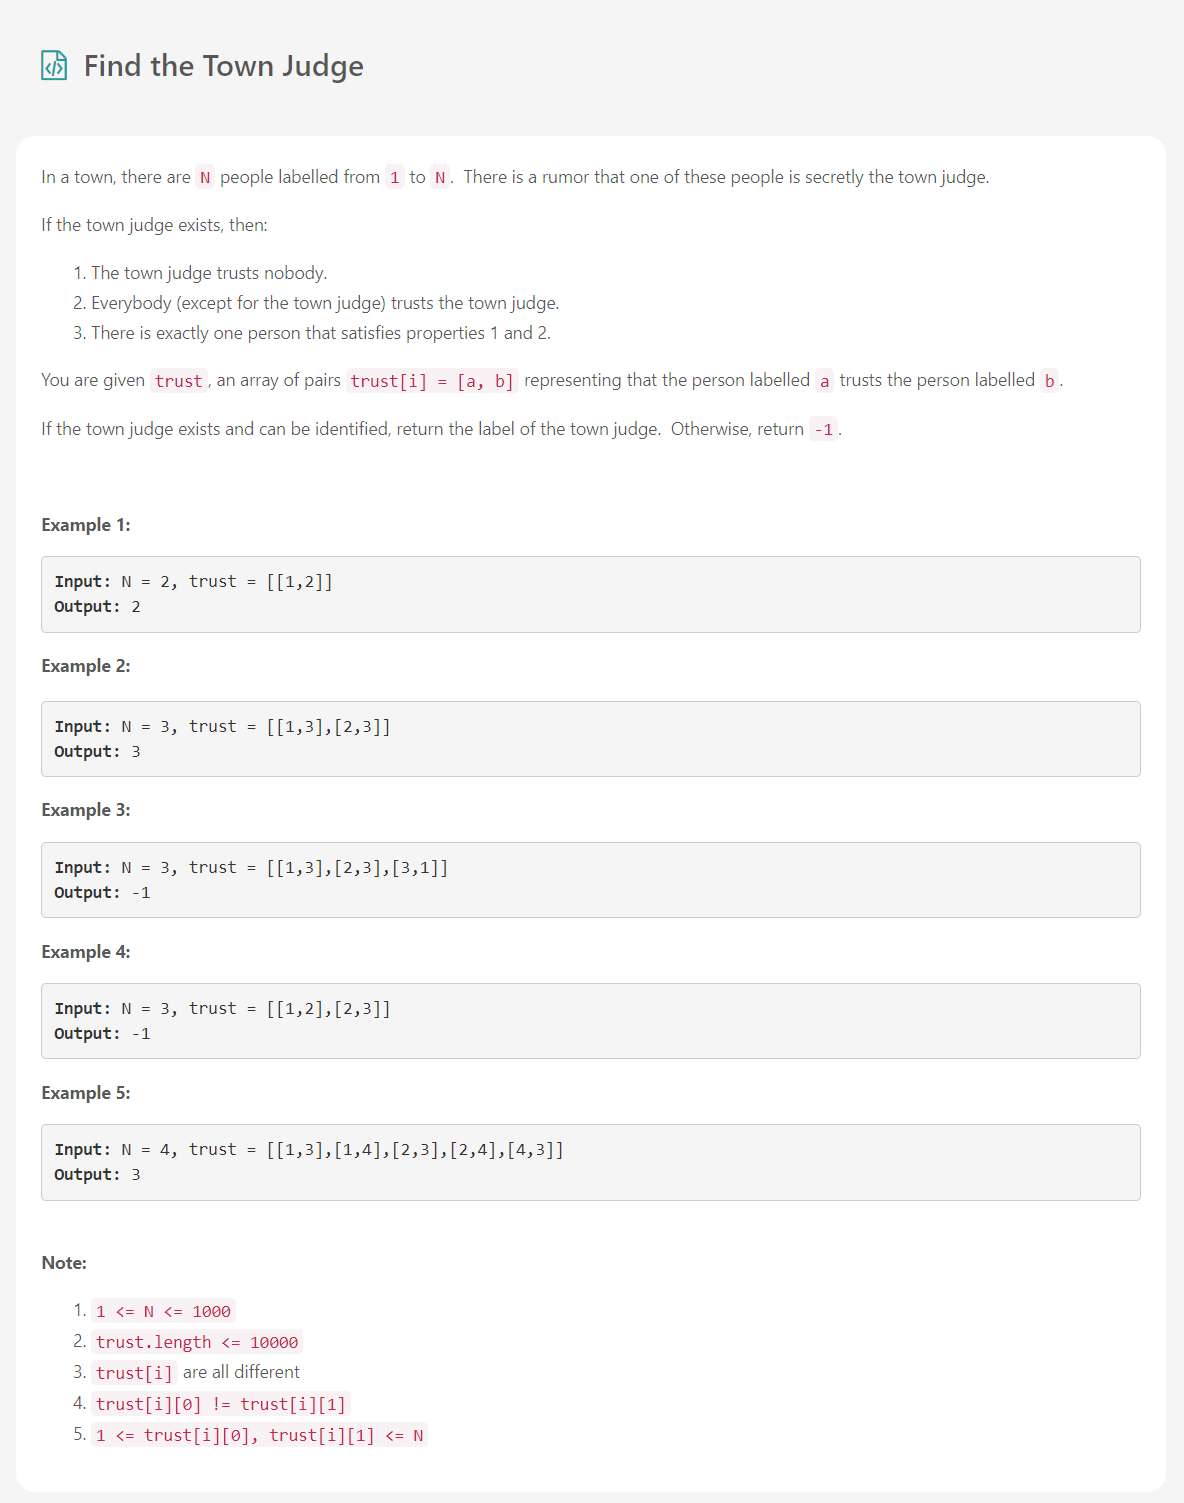 Find the Town Judge
In a town, there are N people labelled from 1 to N. There is a rumor that one of these people is secretly the town judge.
If the town judge exists, then:
1. The town judge trusts nobody.
2. Everybody (except for the town judge) trusts the town judge.
3. There is exactly one person that satisfies properties 1 and 2.
You are given trust, an array of pairs trust[i] = [a, b] representing that the person labelled a trusts the person labelled b.
If the town judge exists and can be identified, return the label of the town judge. Otherwise, return -1.
Example 1:
Input: N = 2, trust = [[1,2]]
Output: 2
Example 2:
Input: N = 3, trust = [[1,3],[2,3]]
Output: 3
Example 3:
Input: N = 3, trust = [[1,3],[2,3],[3,1]]
Output: -1
Example 4:
Input: N = 3, trust = [[1,2],[2,3]]
Output: -1
Example 5:
Input: N = 4, trust = [[1,3],[1,4],[2,3],[2,4],[4,3]]
Output: 3
Note:
1. 1 <= N <= 1000
2. trust.length <= 10000
3. trust[i] are all different
4. trust[i][0] != trust[i][1]
5. 1 <= trust[i][0], trust[i][1] <= N